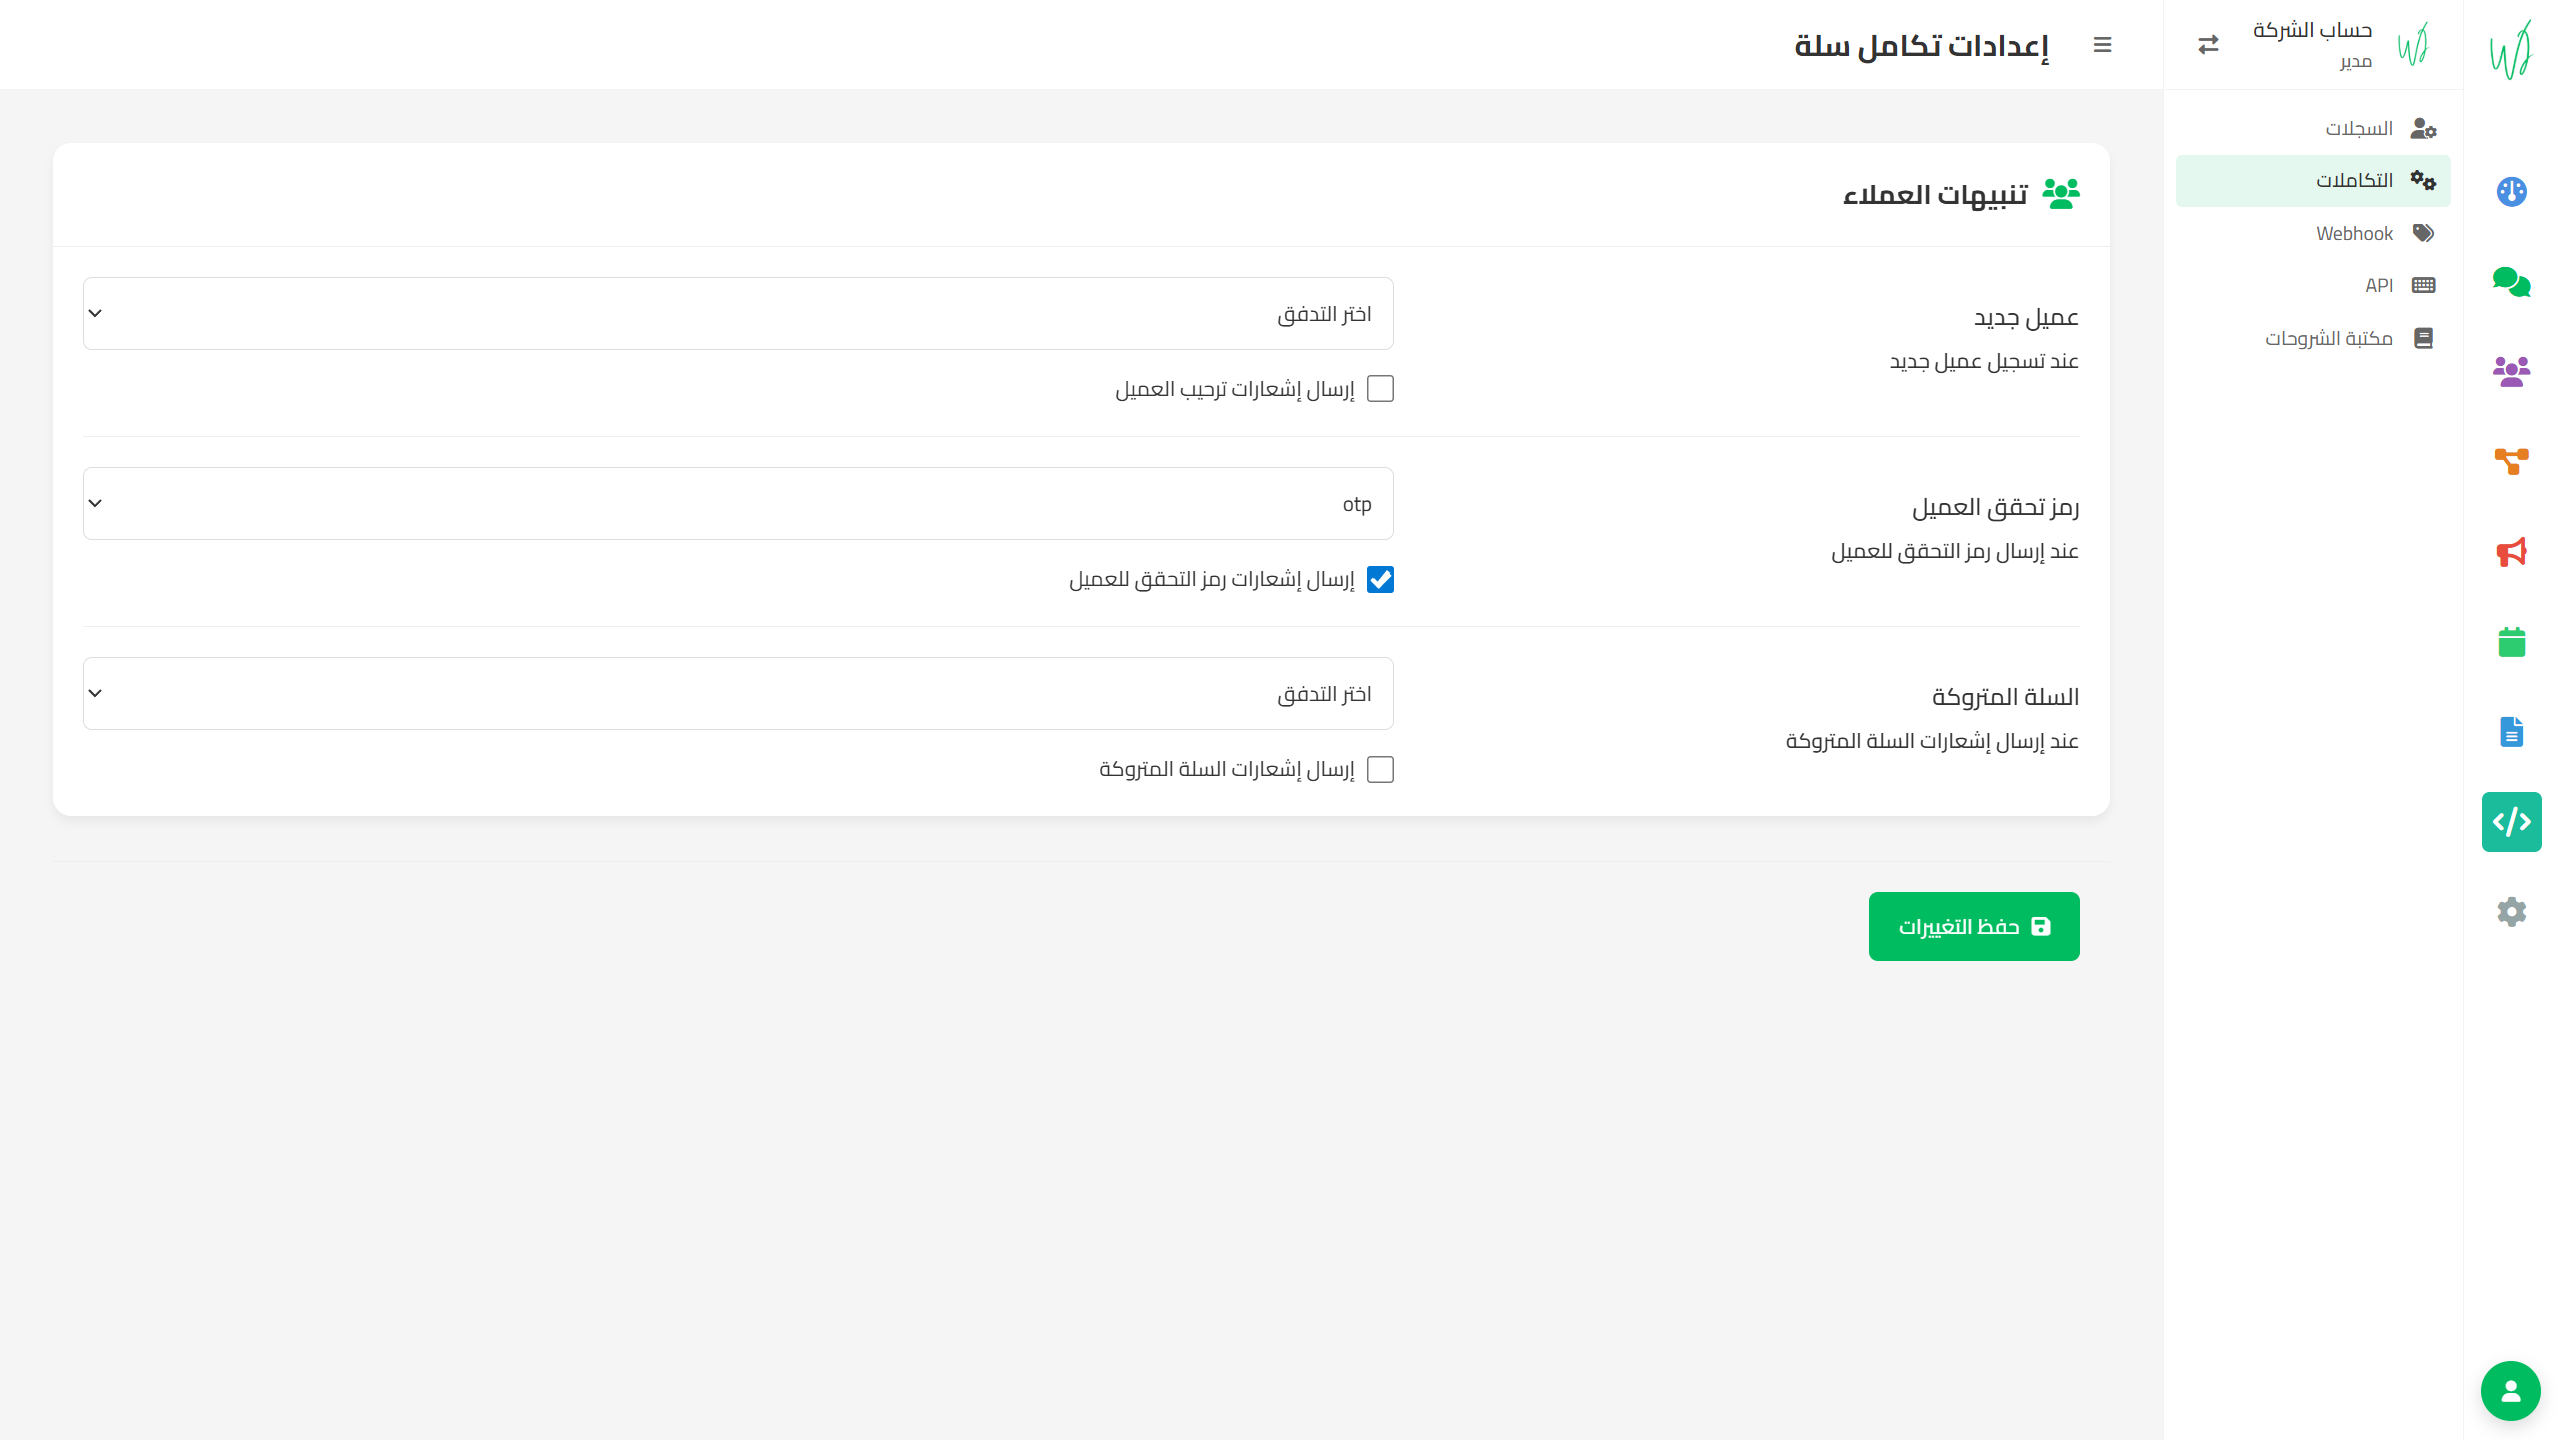 حساب الشركة
مدير
السجلات
التكاملات
Webhook
API
مكتبة الشروحات
إعدادات تكامل سلة
تنبيهات العملاء
عميل جديد
عند تسجيل عميل جديد
اختر التدفق
إرسال إشعارات ترحيب العميل
رمز تحقق العميل
عند إرسال رمز التحقق للعميل
otp
إرسال إشعارات رمز التحقق للعميل
السلة المتروكة
عند إرسال إشعارات السلة المتروكة
اختر التدفق
إرسال إشعارات السلة المتروكة
حفظ التغييرات